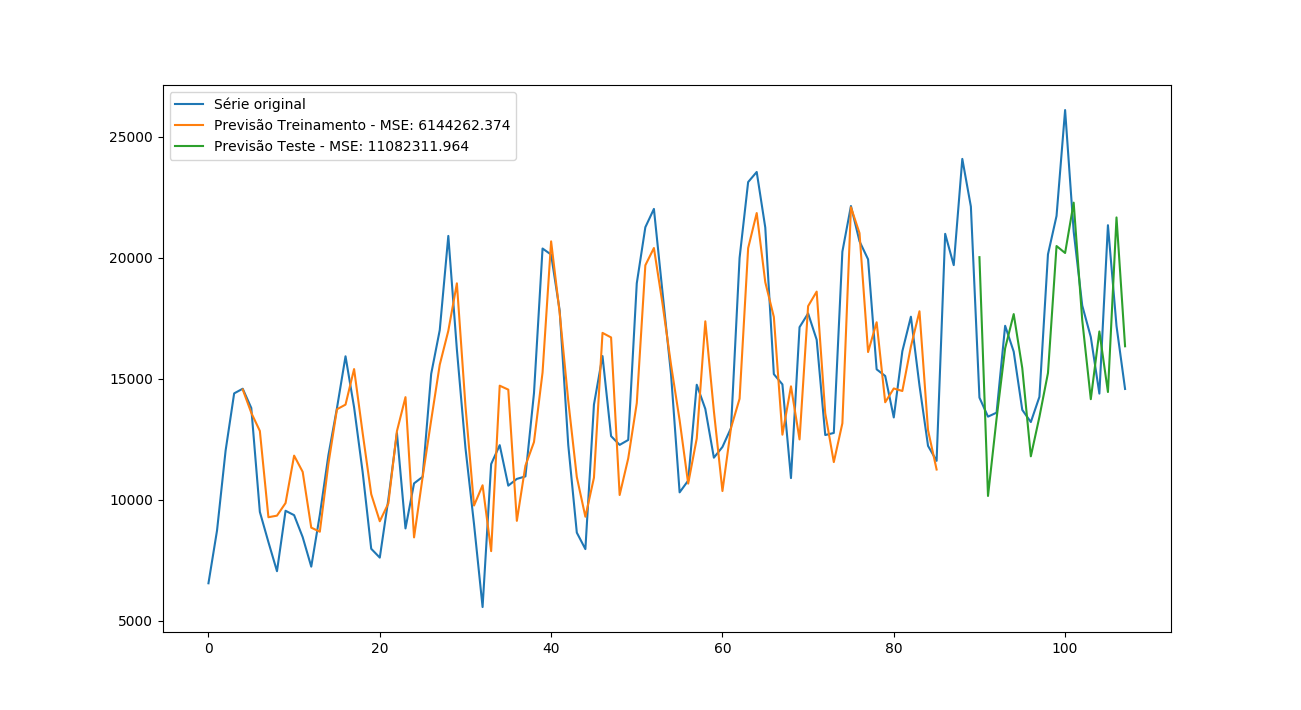 Série original
Previsão Treinamento - MSE: 6144262.374
Previsão Teste - MSE: 11082311.964
25000
20000
15000
10000
5000
0 20 40 60 80 100